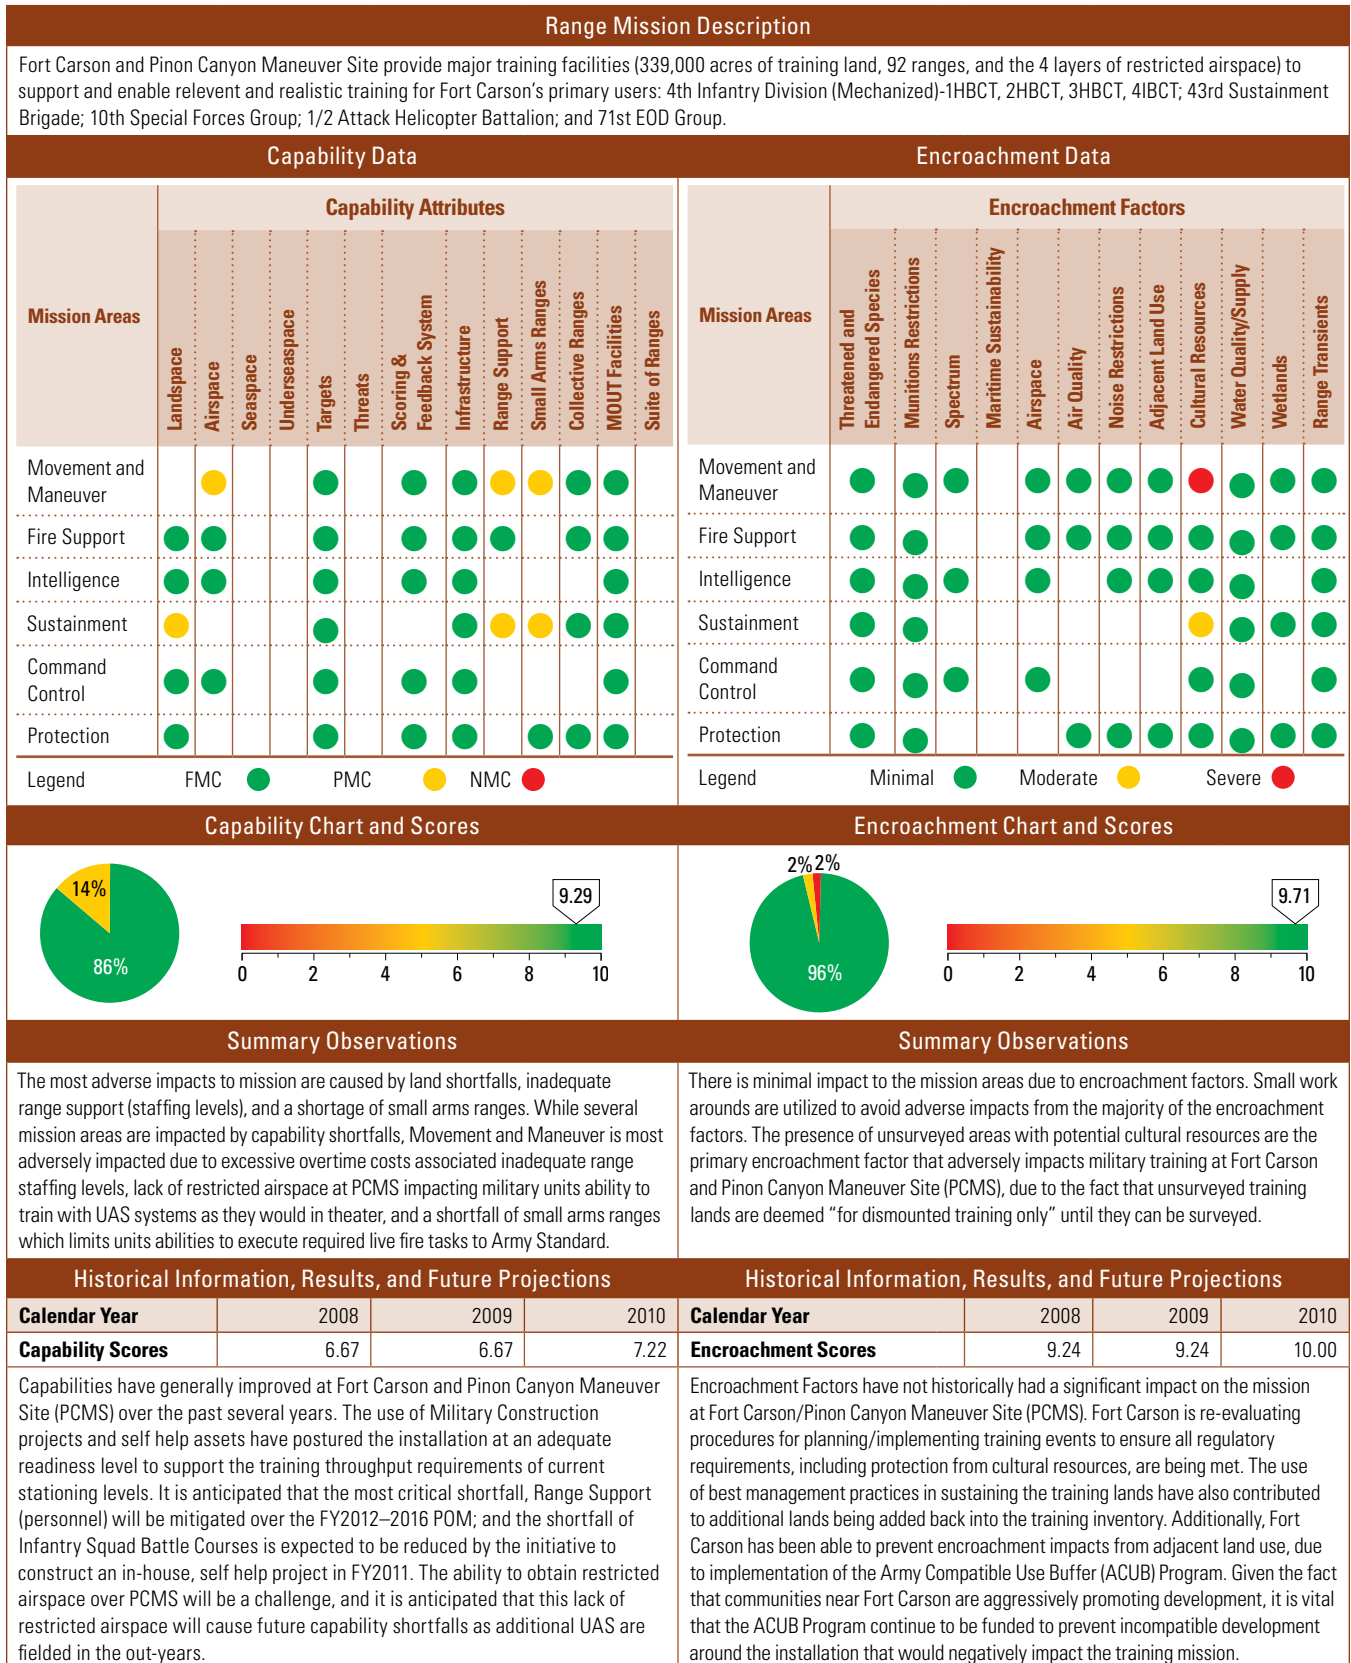 Range Mission Description
Fort Carson and Pinon Canyon Maneuver Site provide major training facilities (339,000 acres of training land, 92 ranges, and the 4 layers of restricted airspace) to
support and enable relevent and realistic training for Fort Carson's primary users: 4th Infantry Division (Mechanized)-1HBCT, 2HBCT, 3HBCT, 4IBCT; 43rd Sustainment
Brigade; 10th Special Forces Group; 1/2 Attack Helicopter Battalion; and 71st EOD Group.
Capability Data
Mission Areas
Capability Attributes
Landspace
Airspace
Seaspace
Underseaspace
Targets
Threats
Scoring &
Feedback System
Infrastructure
Range Support
Small Arms Ranges
Collective Ranges
MOUT Facilities
Suite of Ranges
Movement and
Maneuver
Fire Support
Intelligence
Sustainment
Command
Control
Protection
Legend FMC PMC NMC
Encroachment Data
Mission Areas
Encroachment Factors
Threatened and
Endangered Species
Munitions Restrictions
Spectrum
Maritime Sustainability
Airspace
Air Quality
Noise Restrictions
Adjacent Land Use
Cultural Resources
Water Quality/Supply
Wetlands
Range Transients
Movement and
Maneuver
Fire Support
Intelligence
Sustainment
Command
Control
Protection
Legend Minimal Moderate Severe
Capability Chart and Scores
14%
86%
9.29
0 2 4 6 8 10
Encroachment Chart and Scores
2% 2%
96%
9.71
0 2 4 6 8 10
Summary Observations
The most adverse impacts to mission are caused by land shortfalls, inadequate
range support (staffing levels), and a shortage of small arms ranges. While several
mission areas are impacted by capability shortfalls, Movement and Maneuver is most
adversely impacted due to excessive overtime costs associated inadequate range
staffing levels, lack of restricted airspace at PCMS impacting military units ability to
train with UAS systems as they would in theater, and a shortfall of small arms ranges
which limits units abilities to execute required live fire tasks to Army Standard.
Summary Observations
There is minimal impact to the mission areas due to encroachment factors. Small work
arounds are utilized to avoid adverse impacts from the majority of the encroachment
factors. The presence of unsurveyed areas with potential cultural resources are the
primary encroachment factor that adversely impacts military training at Fort Carson
and Pinon Canyon Maneuver Site (PCMS), due to the fact that unsurveyed training
lands are deemed "for dismounted training only" until they can be surveyed.
Historical Information, Results, and Future Projections
Calendar Year 2008 2009 2010
Capability Scores 6.67 6.67 7.22
Capabilities have generally improved at Fort Carson and Pinon Canyon Maneuver
Site (PCMS) over the past several years. The use of Military Construction
projects and self help assets have postured the installation at an adequate
readiness level to support the training throughput requirements of current
stationing levels. It is anticipated that the most critical shortfall, Range Support
(personnel) will be mitigated over the FY2012–2016 POM; and the shortfall of
Infantry Squad Battle Courses is expected to be reduced by the initiative to
construct an in-house, self help project in FY2011. The ability to obtain restricted
airspace over PCMS will be a challenge, and it is anticipated that this lack of
restricted airspace will cause future capability shortfalls as additional UAS are
fielded in the out-years.
Historical Information, Results, and Future Projections
Calendar Year 2008 2009 2010
Encroachment Scores 9.24 9.24 10.00
Encroachment Factors have not historically had a significant impact on the mission
at Fort Carson/Pinon Canyon Maneuver Site (PCMS). Fort Carson is re-evaluating
procedures for planning/implementing training events to ensure all regulatory
requirements, including protection from cultural resources, are being met. The use
of best management practices in sustaining the training lands have also contributed
to additional lands being added back into the training inventory. Additionally, Fort
Carson has been able to prevent encroachment impacts from adjacent land use, due
to implementation of the Army Compatible Use Buffer (ACUB) Program. Given the fact
that communities near Fort Carson are aggressively promoting development, it is vital
that the ACUB Program continue to be funded to prevent incompatible development
around the installation that would negatively impact the training mission.